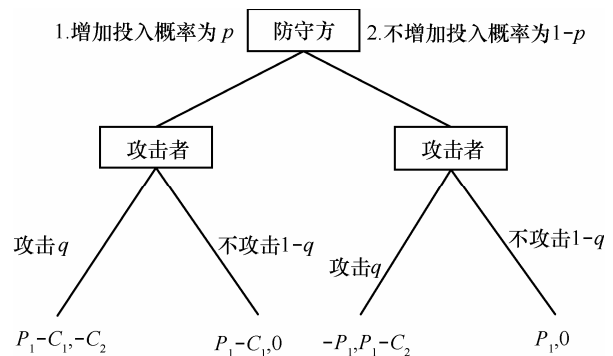 1.增加投入概率为 p
防守方
2.不增加投入概率为1-p
攻击者
攻击者
攻击q
不攻击1-q
攻击q
不攻击1-q
P₁-C₁,-C₂
P₁-C₁,0
-P₁,P₁-C₂
P₁,0